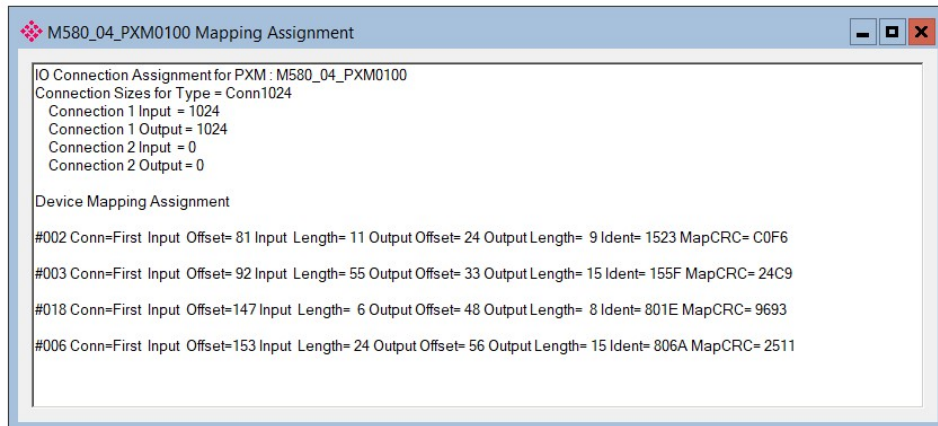 M580_04_PXM0100 Mapping Assignment
IO Connection Assignment for PXM : M580_04_PXM0100
Connection Sizes for Type = Conn1024
Connection 1 Input = 1024
Connection 1 Output = 1024
Connection 2 Input = 0
Connection 2 Output = 0
Device Mapping Assignment
#002 Conn=First Input Offset= 81 Input Length= 11 Output Offset= 24 Output Length= 9 Ident= 1523 MapCRC= C0F6
#003 Conn=First Input Offset= 92 Input Length= 55 Output Offset= 33 Output Length= 15 Ident= 155F MapCRC= 24C9
#018 Conn=First Input Offset=147 Input Length= 6 Output Offset= 48 Output Length= 8 Ident= 801E MapCRC= 9693
#006 Conn=First Input Offset=153 Input Length= 24 Output Offset= 56 Output Length= 15 Ident= 806A MapCRC= 2511